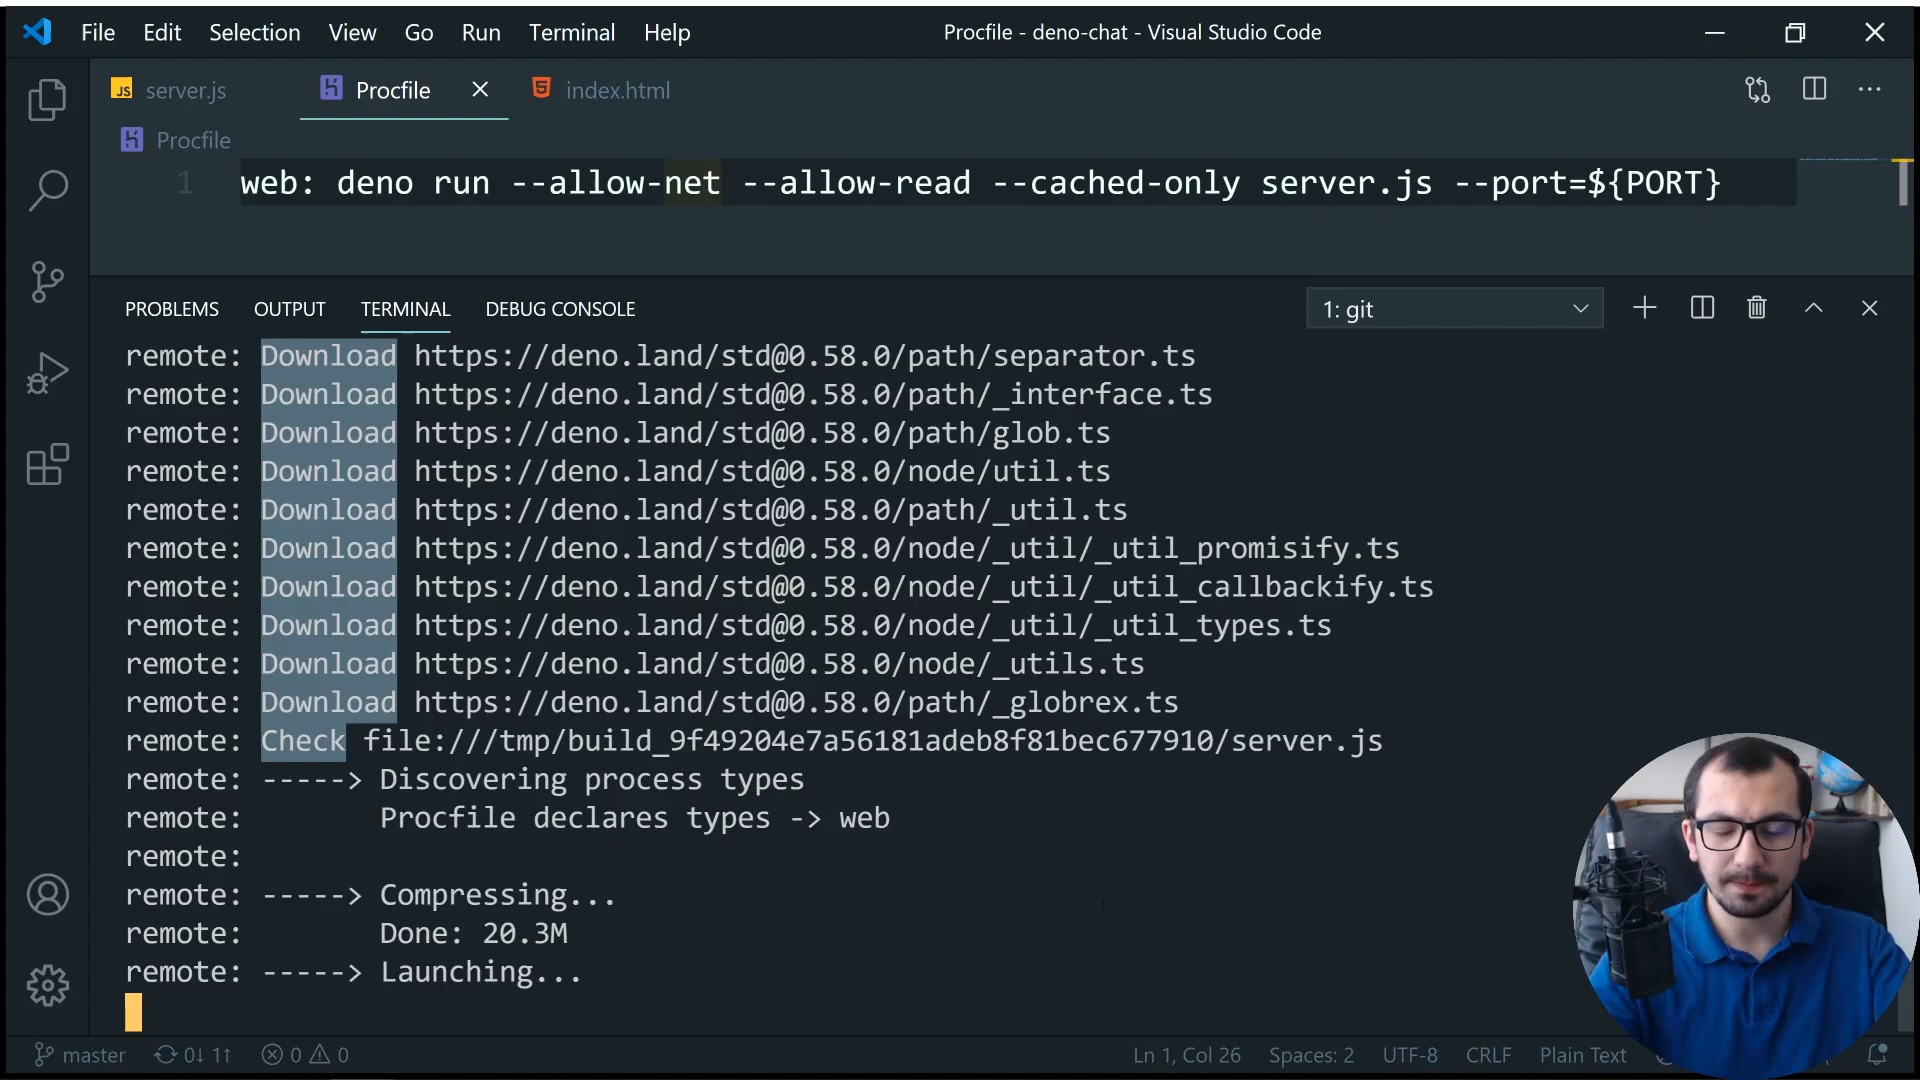 File Edit Selection View Go Run Terminal Help Procfile - deno-chat - Visual Studio Code
JS server.js Procfile index.html
Procfile
1 web: deno run --allow-net --allow-read --cached-only server.js --port=${PORT}
PROBLEMS OUTPUT TERMINAL DEBUG CONSOLE 1: git
remote: Download https://deno.land/std@0.58.0/path/separator.ts
remote: Download https://deno.land/std@0.58.0/path/_interface.ts
remote: Download https://deno.land/std@0.58.0/path/glob.ts
remote: Download https://deno.land/std@0.58.0/node/util.ts
remote: Download https://deno.land/std@0.58.0/path/_util.ts
remote: Download https://deno.land/std@0.58.0/node/_util/_util_promisify.ts
remote: Download https://deno.land/std@0.58.0/node/_util/_util_callbackify.ts
remote: Download https://deno.land/std@0.58.0/node/_util/_util_types.ts
remote: Download https://deno.land/std@0.58.0/node/_utils.ts
remote: Download https://deno.land/std@0.58.0/path/_globrex.ts
remote: Check file:///tmp/build_9f49204e7a56181adeb8f81bec677910/server.js
remote: -----> Discovering process types
remote: Procfile declares types -> web
remote:
remote: -----> Compressing...
remote: Done: 20.3M
remote: -----> Launching...
master 0↓ 1↑ 0 0 Ln 1, Col 26 Spaces: 2 UTF-8 CRLF Plain Text